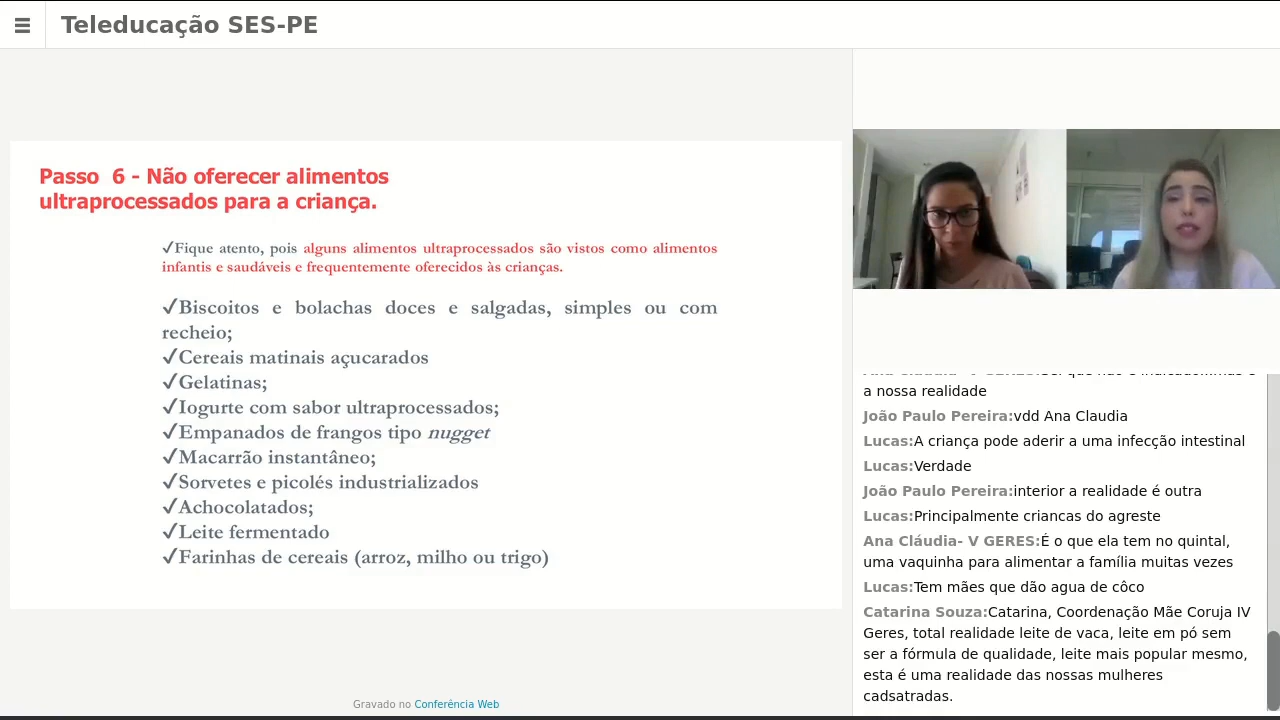 Teleducação SES-PE
Passo 6 - Não oferecer alimentos
ultraprocessados para a criança.
✓Fique atento, pois alguns alimentos ultraprocessados são vistos como alimentos
infantis e saudáveis e frequentemente oferecidos às crianças.
✓Biscoitos e bolachas doces e salgadas, simples ou com
recheio;
✓Cereais matinais açucarados
✓Gelatinas;
✓Iogurte com sabor ultraprocessados;
✓Empanados de frangos tipo nugget
✓Macarrão instantâneo;
✓Sorvetes e picolés industrializados
✓Achocolatados;
✓Leite fermentado
✓Farinhas de cereais (arroz, milho ou trigo)
Gravado no Conferência Web
a nossa realidade
João Paulo Pereira:vdd Ana Claudia
Lucas:A criança pode aderir a uma infecção intestinal
Lucas:Verdade
João Paulo Pereira:interior a realidade é outra
Lucas:Principalmente criancas do agreste
Ana Cláudia- V GERES:É o que ela tem no quintal,
uma vaquinha para alimentar a família muitas vezes
Lucas:Tem mães que dão agua de côco
Catarina Souza:Catarina, Coordenação Mãe Coruja IV
Geres, total realidade leite de vaca, leite em pó sem
ser a fórmula de qualidade, leite mais popular mesmo,
esta é uma realidade das nossas mulheres
cadsatradas.